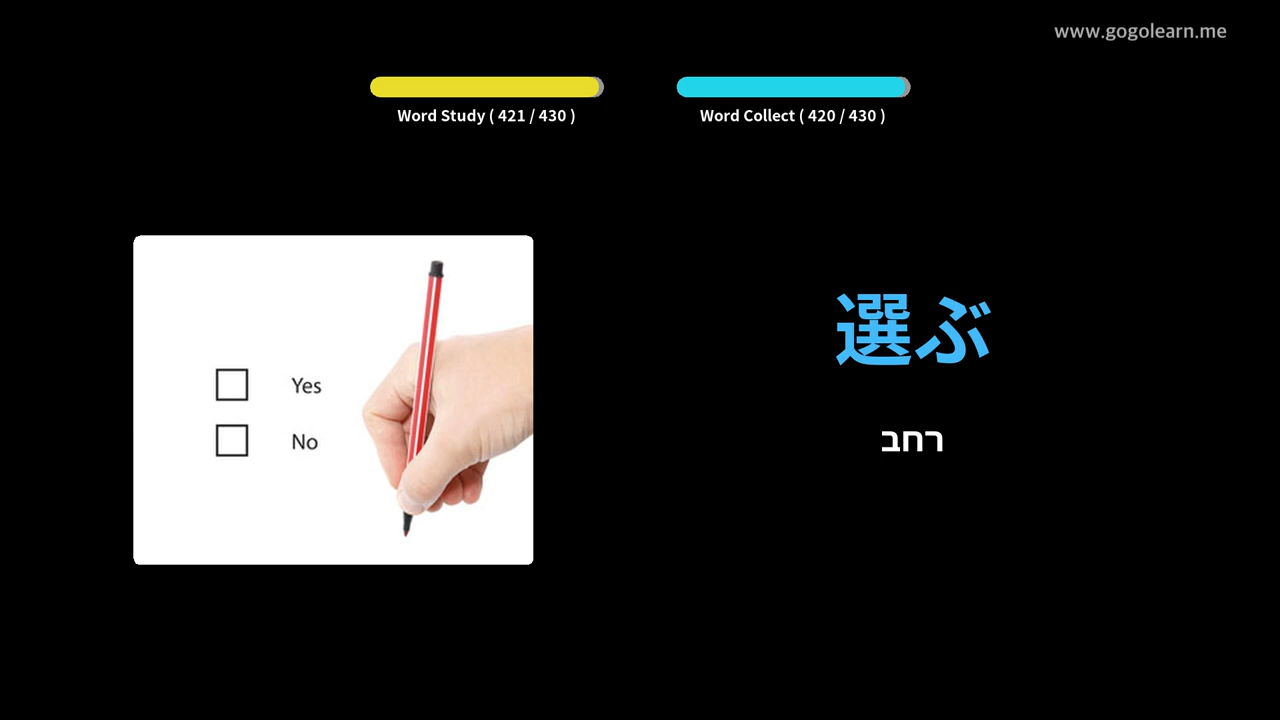 www.gogolearn.me
Word Study ( 421 / 430 )
Word Collect ( 420 / 430 )
Yes
No
選ぶ
רחב